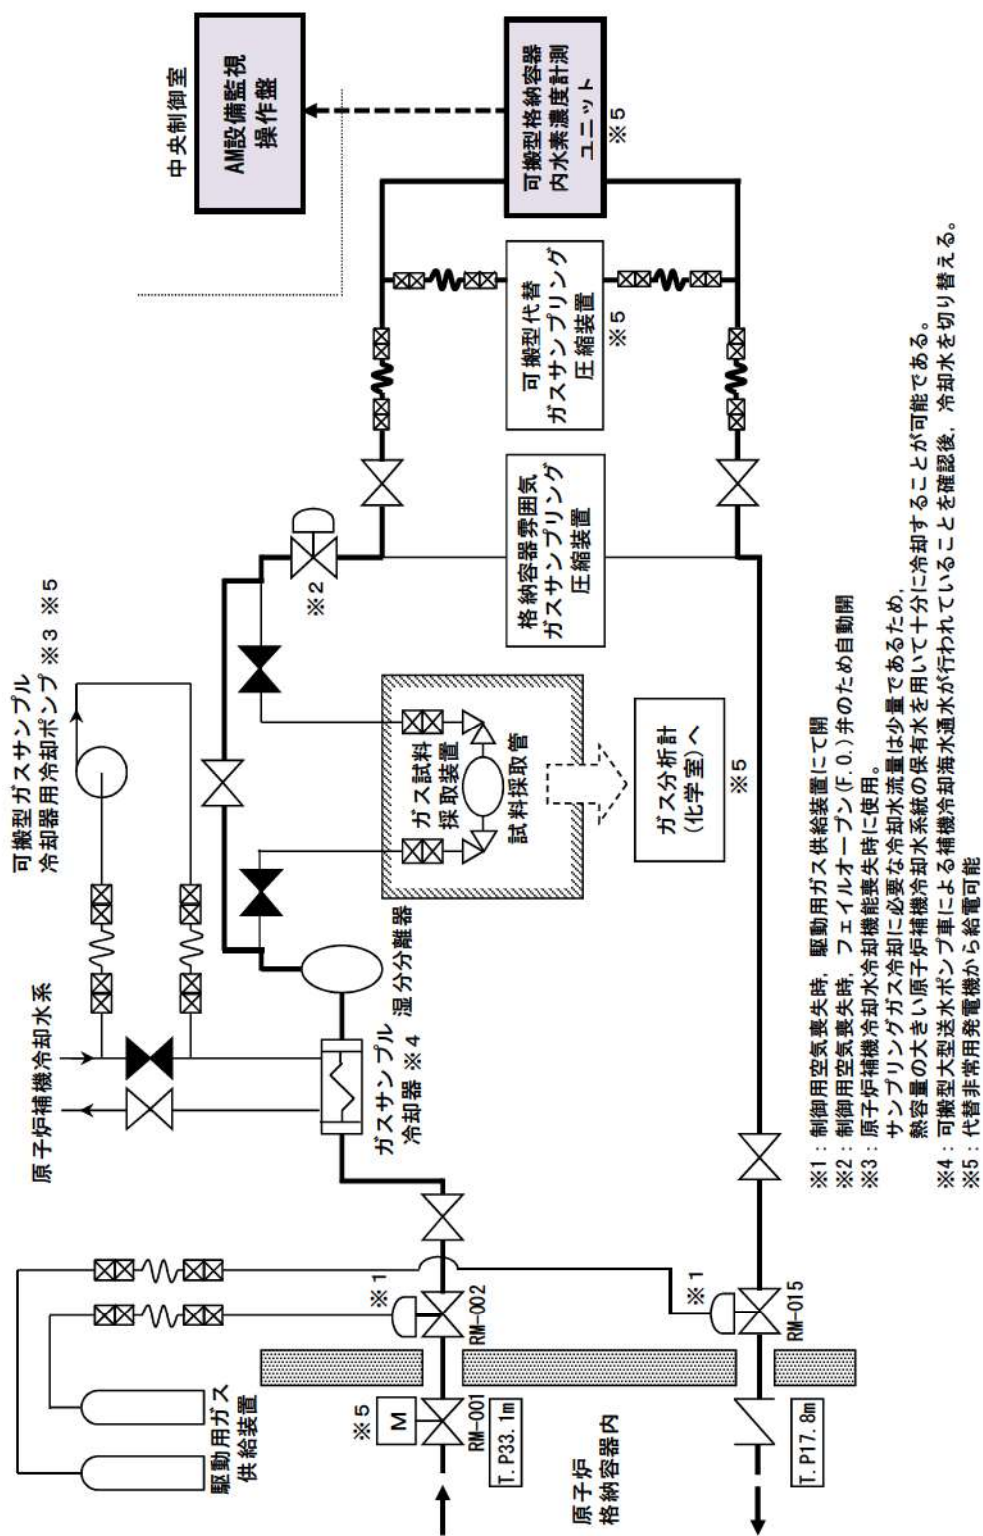 中央制御室
AM設備監視
操作盤
可搬型格納容器
内水素濃度計測
ユニット
※5
可搬型代替
ガスサンプリング
圧縮装置
※5
格納容器雰囲気
ガスサンプリング
圧縮装置
可搬型ガスサンプル
冷却器用冷却ポンプ ※3 ※5
※2
原子炉補機冷却水系
ガス試料
採取装置
試料採取管
ガス分析計
(化学室)へ
※5
湿分分離器
ガスサンプル
冷却器 ※4
駆動用ガス
供給装置
※1
RM-002
※5
M
RM-001
T.P33.1m
原子炉
格納容器内
※1
RM-015
T.P17.8m
※1：制御用空気喪失時，駆動用ガス供給装置にて開
※2：制御用空気喪失時，フェイルオープン(F.O.)弁のため自動開
※3：原子炉補機冷却水冷却機能喪失時に使用。
サンプリングガス冷却に必要な冷却水流量は少量であるため，
熱容量の大きい原子炉補機冷却水系統の保有水を用いて十分に冷却することが可能である。
※4：可搬型大型送水ポンプ車による補機冷却海水通水が行われていることを確認後，冷却水を切り替える。
※5：代替非常用発電機から給電可能